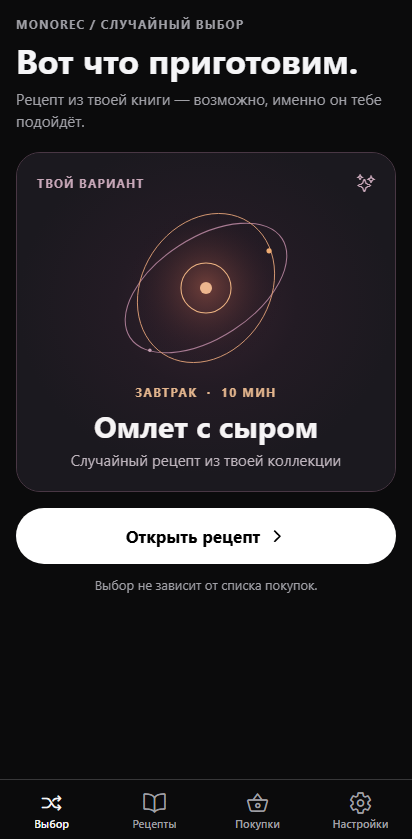 MONOREC / СЛУЧАЙНЫЙ ВЫБОР
Вот что приготовим.
Рецепт из твоей книги — возможно, именно он тебе
подойдёт.
ТВОЙ ВАРИАНТ
ЗАВТРАК · 10 МИН
Омлет с сыром
Случайный рецепт из твоей коллекции
Открыть рецепт
Выбор не зависит от списка покупок.
Выбор
Рецепты
Покупки
Настройки